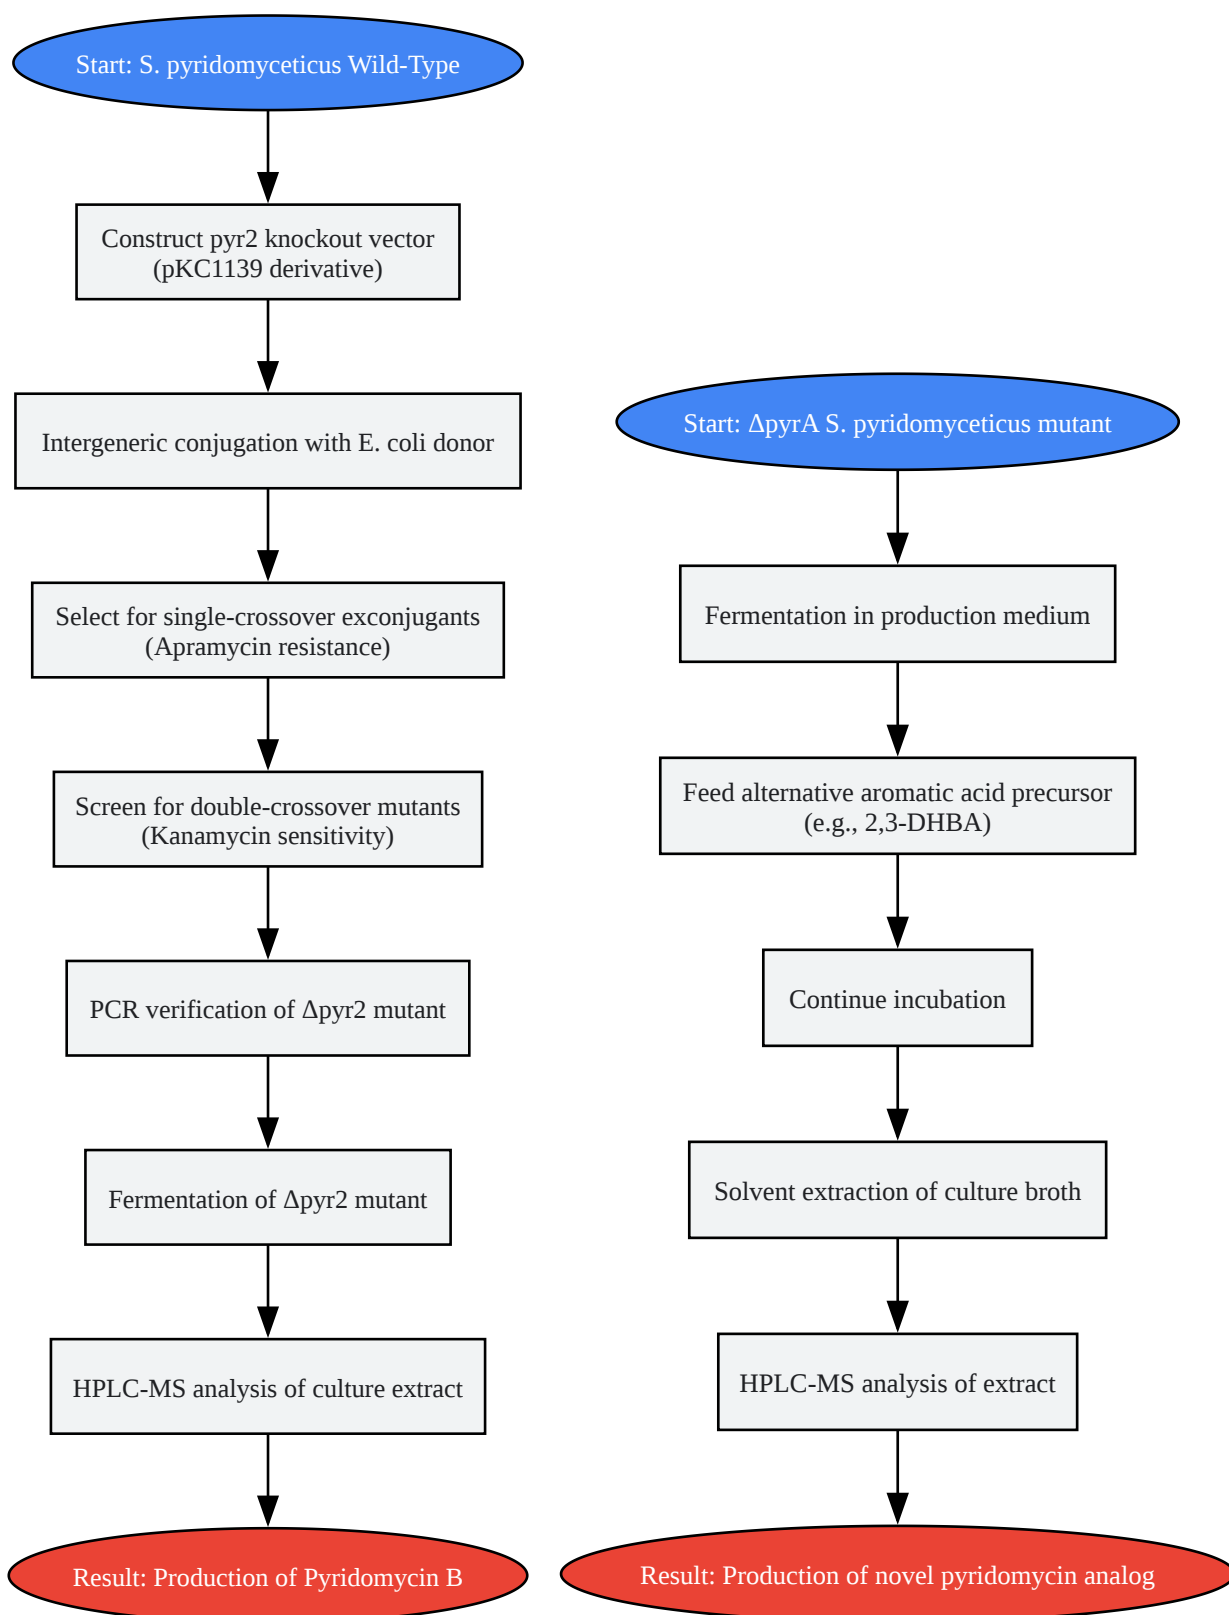 Start: S. pyridomyceticus Wild-Type
Construct pyr2 knockout vector
(pKC1139 derivative)
Intergeneric conjugation with E. coli donor
Select for single-crossover exconjugants
(Apramycin resistance)
Screen for double-crossover mutants
(Kanamycin sensitivity)
PCR verification of Δpyr2 mutant
Fermentation of Δpyr2 mutant
HPLC-MS analysis of culture extract
Result: Production of Pyridomycin B
Start: ΔpyrA S. pyridomyceticus mutant
Fermentation in production medium
Feed alternative aromatic acid precursor
(e.g., 2,3-DHBA)
Continue incubation
Solvent extraction of culture broth
HPLC-MS analysis of extract
Result: Production of novel pyridomycin analog